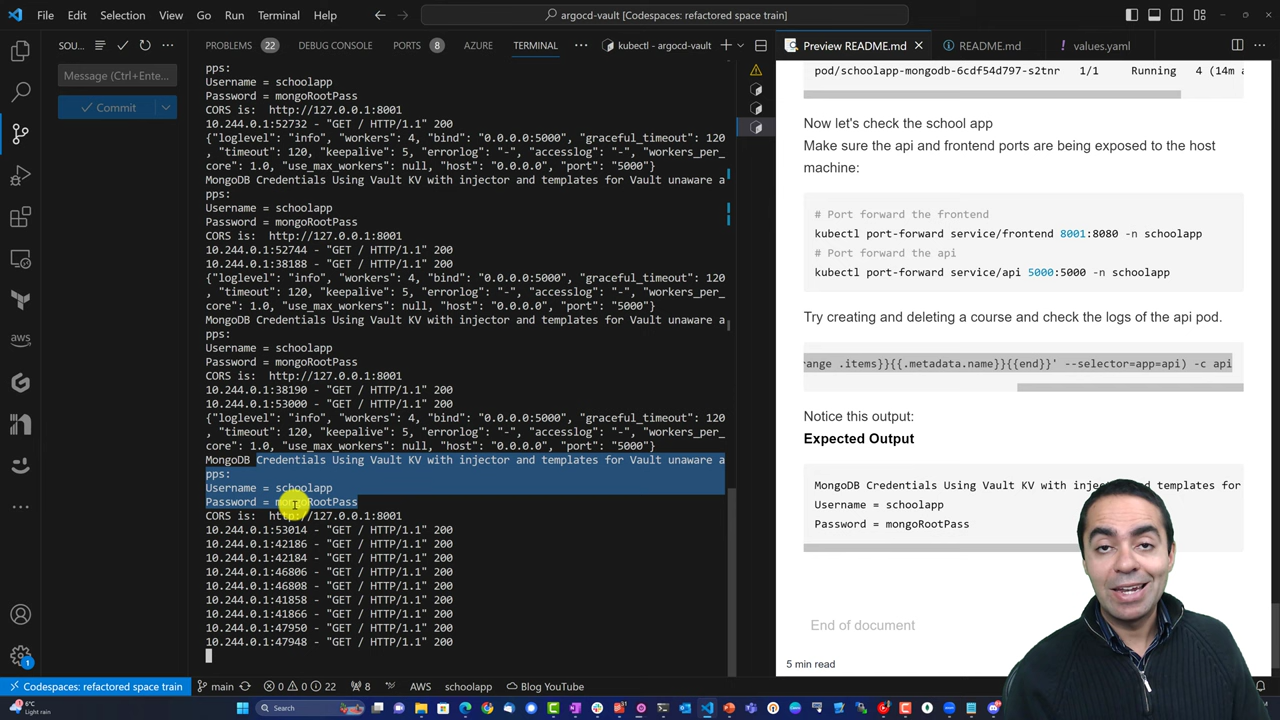 File Edit Selection View Go Run Terminal Help
argocd-vault [Codespaces: refactored space train]
SOU...
Message (Ctrl+Ente...
Commit
PROBLEMS 22 DEBUG CONSOLE PORTS 8 AZURE TERMINAL
kubectl - argocd-vault
aws
pps:
Username = schoolapp
Password = mongoRootPass
CORS is:  http://127.0.0.1:8001
10.244.0.1:52732 - "GET / HTTP/1.1" 200
{"loglevel": "info", "workers": 4, "bind": "0.0.0.0:5000", "graceful_timeout": 120
, "timeout": 120, "keepalive": 5, "errorlog": "-", "accesslog": "-", "workers_per_
core": 1.0, "use_max_workers": null, "host": "0.0.0.0", "port": "5000"}
MongoDB Credentials Using Vault KV with injector and templates for Vault unaware a
pps:
Username = schoolapp
Password = mongoRootPass
CORS is:  http://127.0.0.1:8001
10.244.0.1:52744 - "GET / HTTP/1.1" 200
10.244.0.1:38188 - "GET / HTTP/1.1" 200
{"loglevel": "info", "workers": 4, "bind": "0.0.0.0:5000", "graceful_timeout": 120
, "timeout": 120, "keepalive": 5, "errorlog": "-", "accesslog": "-", "workers_per_
core": 1.0, "use_max_workers": null, "host": "0.0.0.0", "port": "5000"}
MongoDB Credentials Using Vault KV with injector and templates for Vault unaware a
pps:
Username = schoolapp
Password = mongoRootPass
CORS is:  http://127.0.0.1:8001
10.244.0.1:38190 - "GET / HTTP/1.1" 200
10.244.0.1:53000 - "GET / HTTP/1.1" 200
{"loglevel": "info", "workers": 4, "bind": "0.0.0.0:5000", "graceful_timeout": 120
, "timeout": 120, "keepalive": 5, "errorlog": "-", "accesslog": "-", "workers_per_
core": 1.0, "use_max_workers": null, "host": "0.0.0.0", "port": "5000"}
MongoDB Credentials Using Vault KV with injector and templates for Vault unaware a
pps:
Username = schoolapp
Password = mongoRootPass
CORS is:  http://127.0.0.1:8001
10.244.0.1:53014 - "GET / HTTP/1.1" 200
10.244.0.1:42186 - "GET / HTTP/1.1" 200
10.244.0.1:42184 - "GET / HTTP/1.1" 200
10.244.0.1:46806 - "GET / HTTP/1.1" 200
10.244.0.1:46808 - "GET / HTTP/1.1" 200
10.244.0.1:41858 - "GET / HTTP/1.1" 200
10.244.0.1:41866 - "GET / HTTP/1.1" 200
10.244.0.1:47950 - "GET / HTTP/1.1" 200
10.244.0.1:47948 - "GET / HTTP/1.1" 200
Preview README.md README.md values.yaml
pod/schoolapp-mongodb-6cdf54d797-s2tnr 1/1 Running 4 (14m a
Now let's check the school app
Make sure the api and frontend ports are being exposed to the host
machine:
# Port forward the frontend
kubectl port-forward service/frontend 8001:8080 -n schoolapp
# Port forward the api
kubectl port-forward service/api 5000:5000 -n schoolapp
Try creating and deleting a course and check the logs of the api pod.
range .items}}{{.metadata.name}}{{end}}' --selector=app=api) -c api
Notice this output:
Expected Output
MongoDB Credentials Using Vault KV with injector and templates for
Username = schoolapp
Password = mongoRootPass
End of document
5 min read
1
Codespaces: refactored space train main 0 0 22 8 AWS schoolapp Blog YouTube
6°C
Light rain
Search